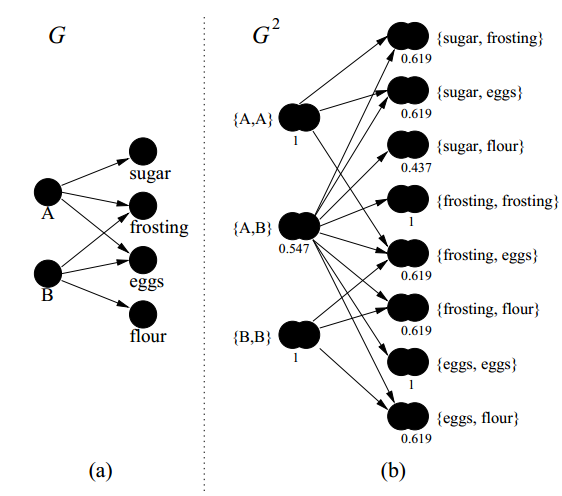 G
A
B
sugar
frosting
eggs
flour
(a)
G²
{A,A}
1
{A,B}
0.547
{B,B}
1
{sugar, frosting}
0.619
{sugar, eggs}
0.619
{sugar, flour}
0.437
{frosting, frosting}
1
{frosting, eggs}
0.619
{frosting, flour}
0.619
{eggs, eggs}
1
{eggs, flour}
0.619
(b)